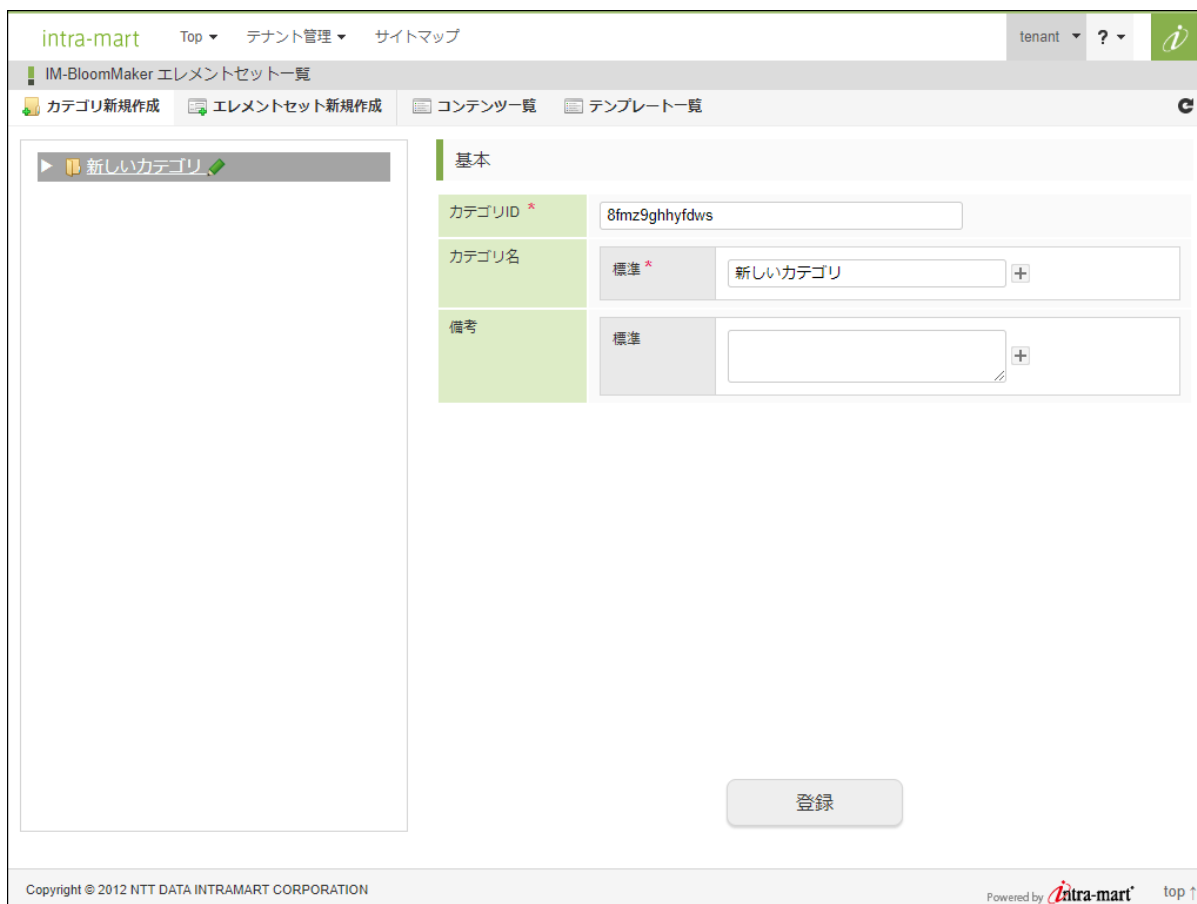 intra-mart Top テナント管理 サイトマップ tenant ?
IM-BloomMaker エレメントセット一覧
カテゴリ新規作成 エレメントセット新規作成 コンテンツ一覧 テンプレート一覧
新しいカテゴリ
基本
カテゴリID * 8fmz9ghhyfdws
カテゴリ名 標準 * 新しいカテゴリ
備考 標準
登録
Copyright © 2012 NTT DATA INTRAMART CORPORATION Powered by intra-mart top ↑